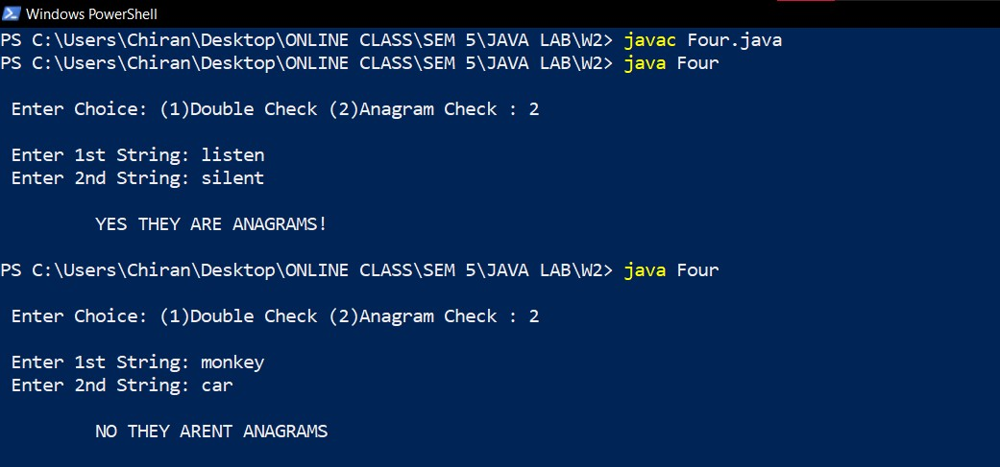 Windows PowerShell
PS C:\Users\Chiran\Desktop\ONLINE CLASS\SEM 5\JAVA LAB\W2> javac Four.java
PS C:\Users\Chiran\Desktop\ONLINE CLASS\SEM 5\JAVA LAB\W2> java Four
Enter Choice: (1)Double Check (2)Anagram Check : 2
Enter 1st String: listen
Enter 2nd String: silent
YES THEY ARE ANAGRAMS!
PS C:\Users\Chiran\Desktop\ONLINE CLASS\SEM 5\JAVA LAB\W2> java Four
Enter Choice: (1)Double Check (2)Anagram Check : 2
Enter 1st String: monkey
Enter 2nd String: car
NO THEY ARENT ANAGRAMS